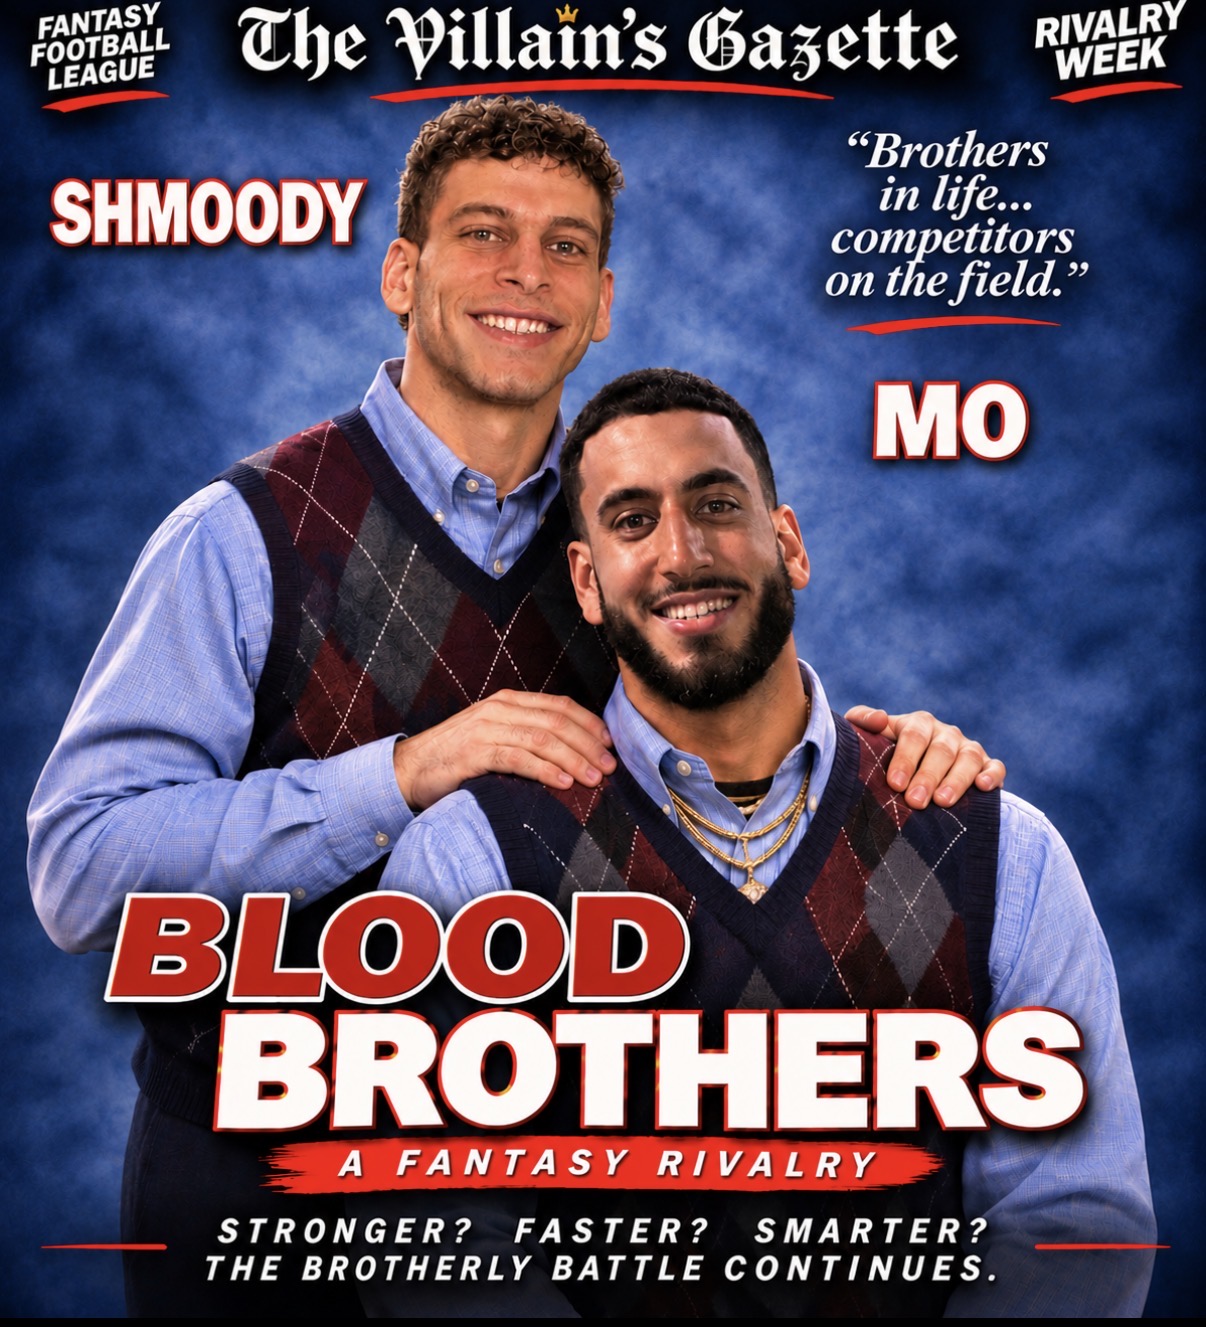 FANTASY
FOOTBALL
LEAGUE
The Villain's Gazette
RIVALRY
WEEK
SHMOODY
“Brothers
in life...
competitors
on the field.”
MO
BLOOD
BROTHERS
A FANTASY RIVALRY
STRONGER? FASTER? SMARTER?
THE BROTHERLY BATTLE CONTINUES.